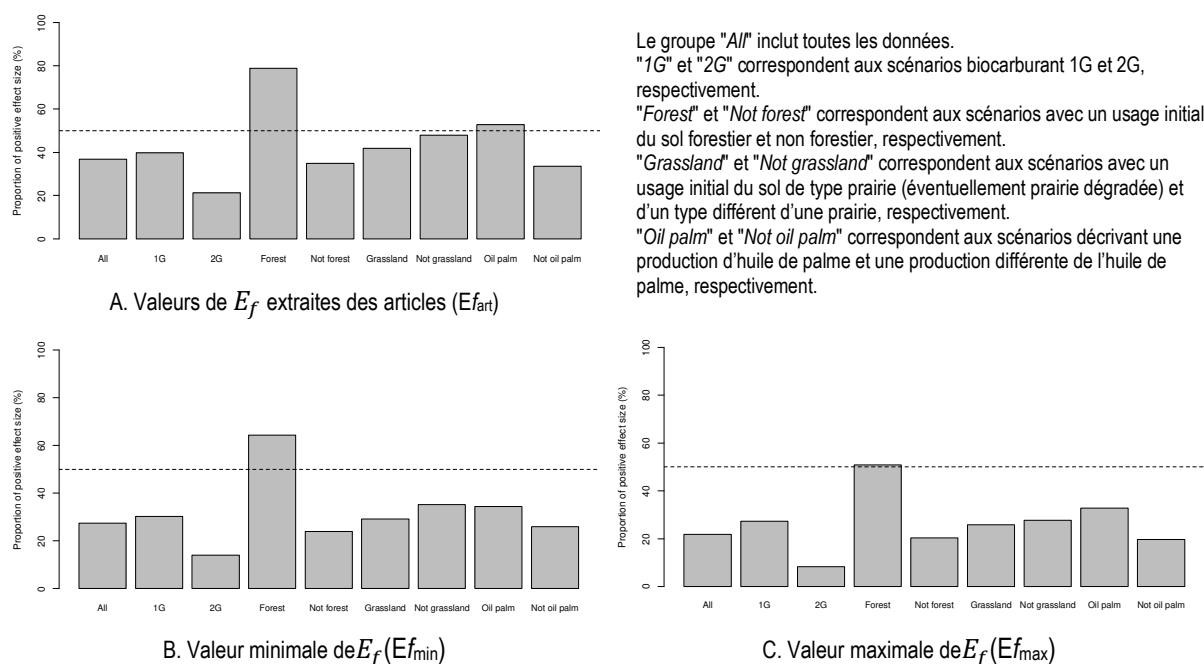 Proportion of positive effect size (%)
100
80
60
40
20
0
All 1G 2G Forest Not forest Grassland Not grassland Oil palm Not oil palm
A. Valeurs de E_f extraites des articles (Ef_art)
Le groupe "All" inclut toutes les données.
"1G" et "2G" correspondent aux scénarios biocarburant 1G et 2G,
respectivement.
"Forest" et "Not forest" correspondent aux scénarios avec un usage initial
du sol forestier et non forestier, respectivement.
"Grassland" et "Not grassland" correspondent aux scénarios avec un
usage initial du sol de type prairie (éventuellement prairie dégradée) et
d'un type différent d'une prairie, respectivement.
"Oil palm" et "Not oil palm" correspondent aux scénarios décrivant une
production d'huile de palme et une production différente de l'huile de
palme, respectivement.
Proportion of positive effect size (%)
100
80
60
40
20
0
All 1G 2G Forest Not forest Grassland Not grassland Oil palm Not oil palm
B. Valeur minimale de E_f (Ef_min)
Proportion of positive effect size (%)
100
80
60
40
20
0
All 1G 2G Forest Not forest Grassland Not grassland Oil palm Not oil palm
C. Valeur maximale de E_f (Ef_max)